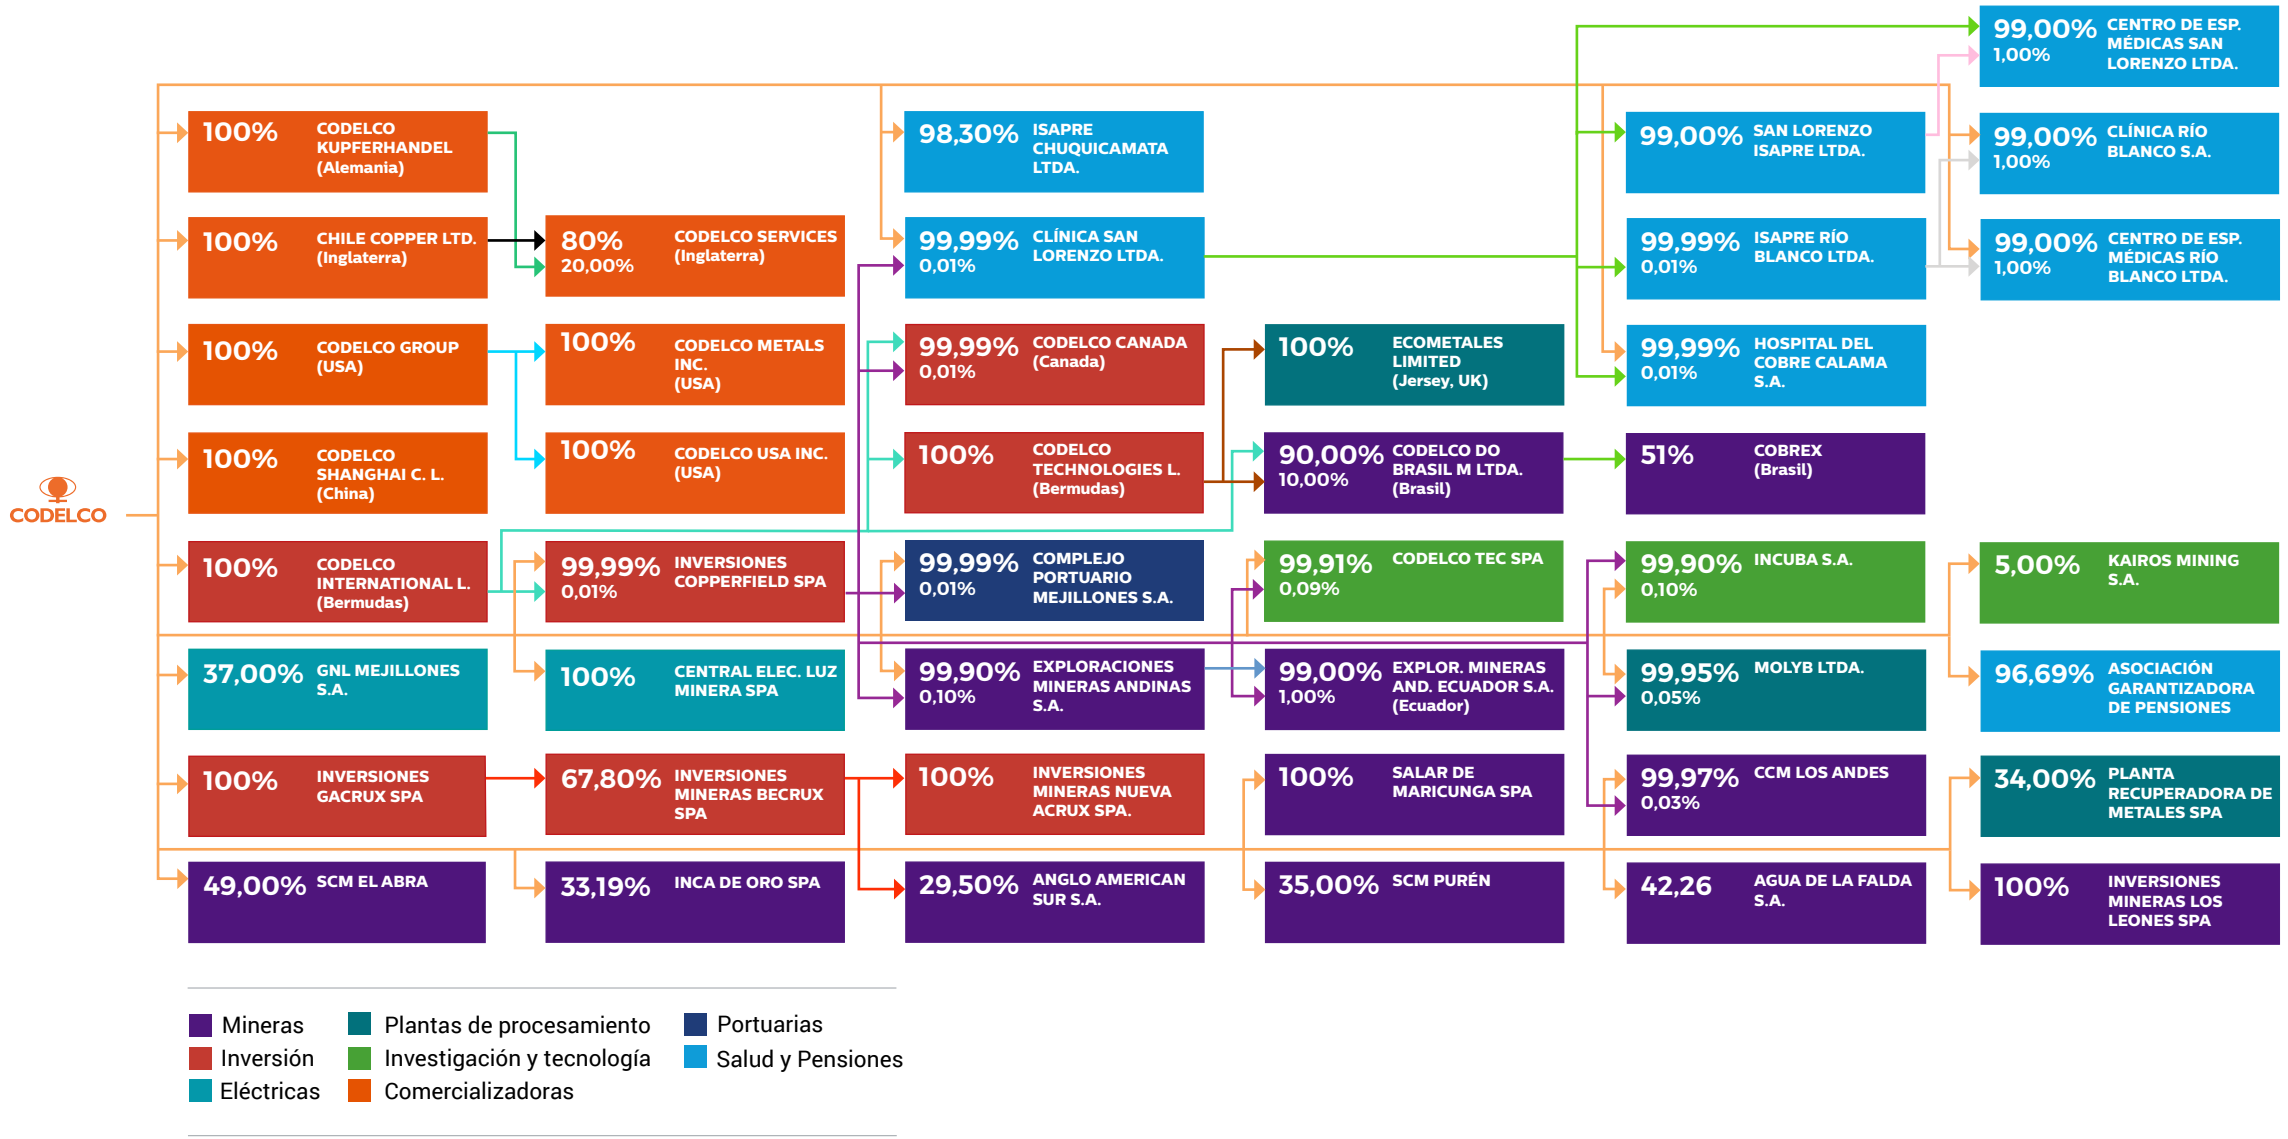 CODELCO
100%
CODELCO
KUPFERHANDEL
(Alemania)
100%
CHILE COPPER LTD.
(Inglaterra)
100%
CODELCO GROUP
(USA)
100%
CODELCO
SHANGHAI C. L.
(China)
100%
CODELCO
INTERNATIONAL L.
(Bermudas)
37,00%
GNL MEJILLONES
S.A.
100%
INVERSIONES
GACRUX SPA
49,00%
SCM EL ABRA
80%
20,00%
CODELCO SERVICES
(Inglaterra)
100%
CODELCO METALS
INC.
(USA)
100%
CODELCO USA INC.
(USA)
99,99%
0,01%
INVERSIONES
COPPERFIELD SPA
100%
CENTRAL ELEC. LUZ
MINERA SPA
67,80%
INVERSIONES
MINERAS BECRUX
SPA
33,19%
INCA DE ORO SPA
98,30%
ISAPRE
CHUQUICAMATA
LTDA.
99,99%
0,01%
CLÍNICA SAN
LORENZO LTDA.
99,99%
0,01%
CODELCO CANADA
(Canada)
100%
CODELCO
TECHNOLOGIES L.
(Bermudas)
99,99%
0,01%
COMPLEJO
PORTUARIO
MEJILLONES S.A.
99,90%
0,10%
EXPLORACIONES
MINERAS ANDINAS
S.A.
100%
INVERSIONES
MINERAS NUEVA
ACRUX SPA.
29,50%
ANGLO AMERICAN
SUR S.A.
100%
ECOMETALES
LIMITED
(Jersey, UK)
90,00%
10,00%
CODELCO DO
BRASIL M LTDA.
(Brasil)
99,91%
0,09%
CODELCO TEC SPA
99,00%
1,00%
EXPLOR. MINERAS
AND. ECUADOR S.A.
(Ecuador)
100%
SALAR DE
MARICUNGA SPA
35,00%
SCM PURÉN
99,00%
SAN LORENZO
ISAPRE LTDA.
99,99%
0,01%
ISAPRE RÍO
BLANCO LTDA.
99,99%
0,01%
HOSPITAL DEL
COBRE CALAMA
S.A.
51%
COBREX
(Brasil)
99,90%
0,10%
INCUBA S.A.
99,95%
0,05%
MOLYB LTDA.
99,97%
0,03%
CCM LOS ANDES
42,26
AGUA DE LA FALDA
S.A.
99,00%
1,00%
CENTRO DE ESP.
MÉDICAS SAN
LORENZO LTDA.
99,00%
1,00%
CLÍNICA RÍO
BLANCO S.A.
99,00%
1,00%
CENTRO DE ESP.
MÉDICAS RÍO
BLANCO LTDA.
5,00%
KAIROS MINING
S.A.
96,69%
ASOCIACIÓN
GARANTIZADORA
DE PENSIONES
34,00%
PLANTA
RECUPERADORA DE
METALES SPA
100%
INVERSIONES
MINERAS LOS
LEONES SPA
Mineras
Inversión
Eléctricas
Plantas de procesamiento
Investigación y tecnología
Comercializadoras
Portuarias
Salud y Pensiones